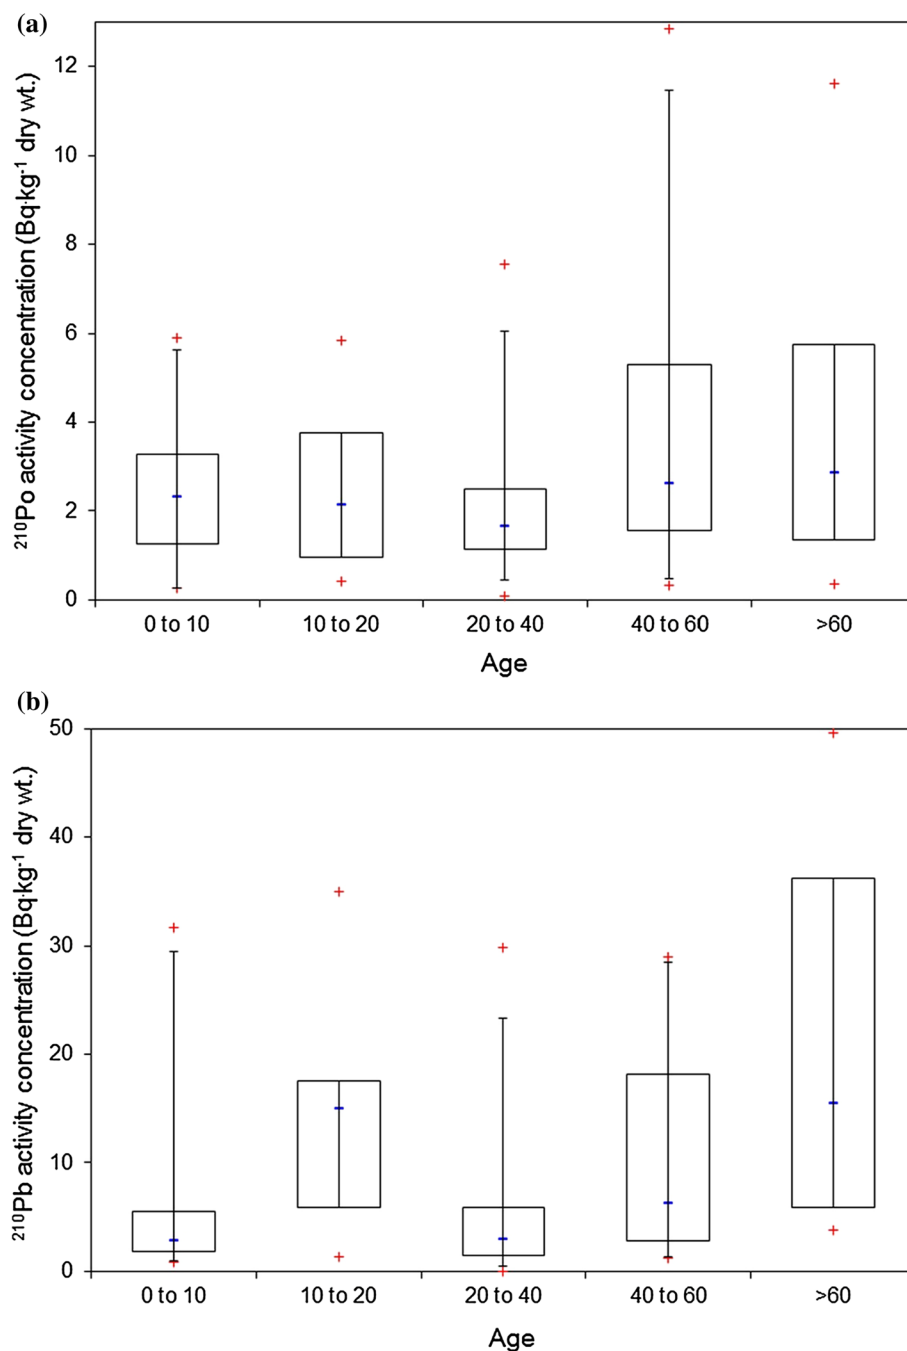 (a)
²¹⁰Po activity concentration (Bq·kg⁻¹ dry wt.)
12
10
8
6
4
2
0
0 to 10 10 to 20 20 to 40 40 to 60 >60
Age
(b)
²¹⁰Pb activity concentration (Bq·kg⁻¹ dry wt.)
50
40
30
20
10
0
0 to 10 10 to 20 20 to 40 40 to 60 >60
Age